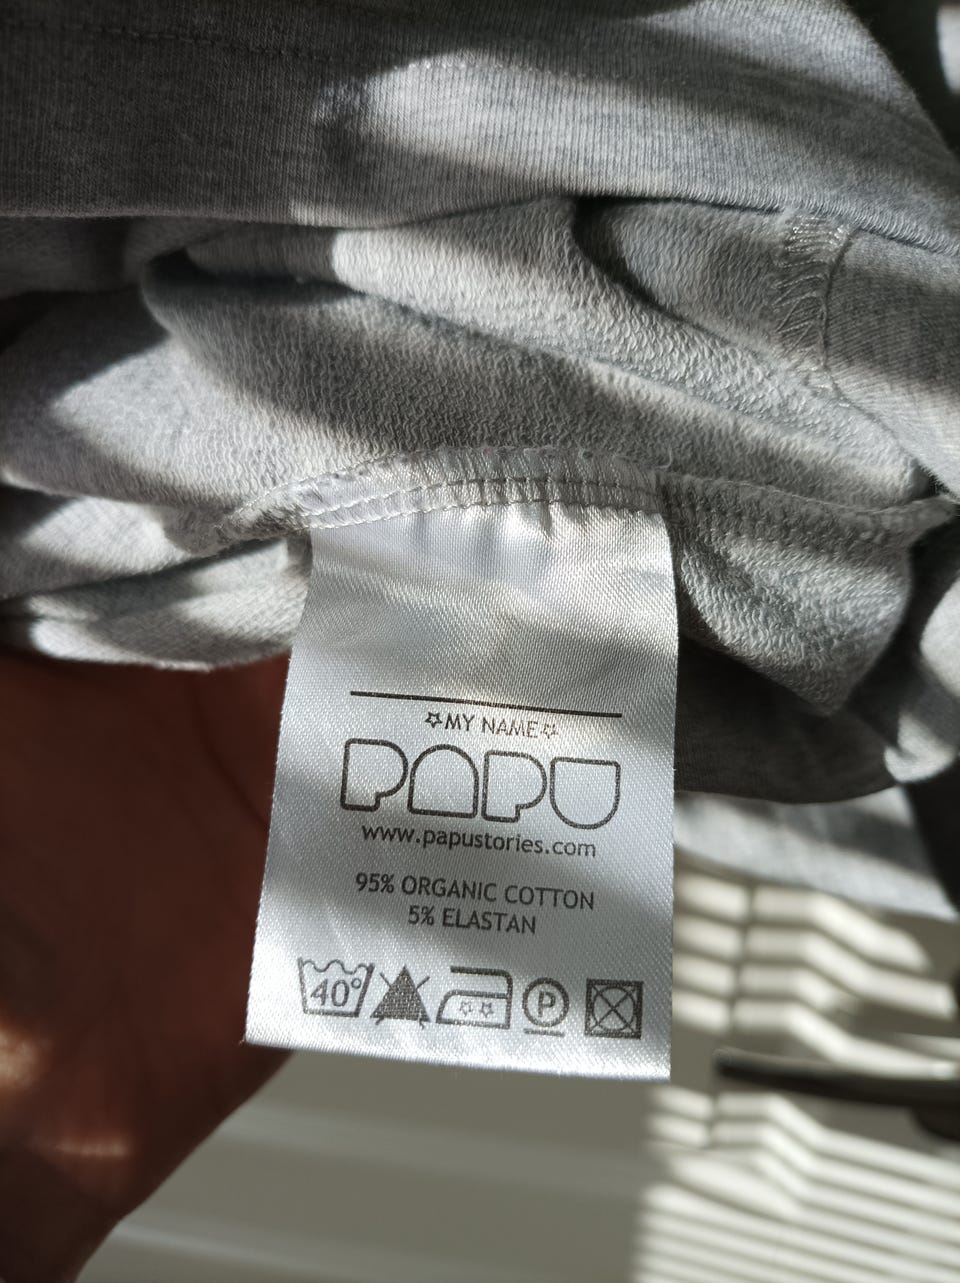 ☆MY NAME☆
PAPU
www.papustories.com
95% ORGANIC COTTON
5% ELASTAN
40° P